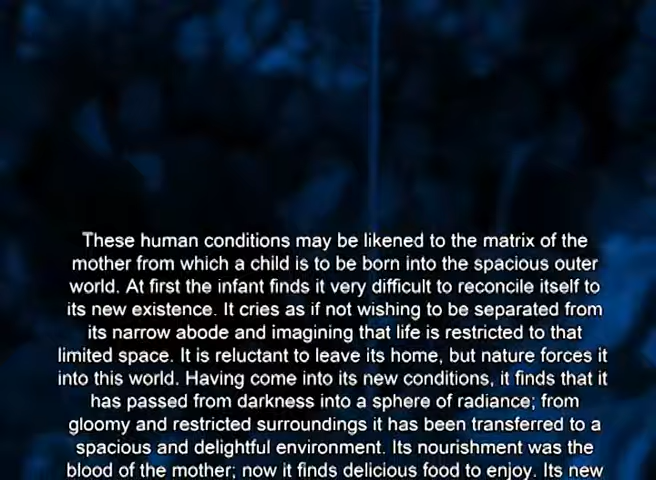 These human conditions may be likened to the matrix of the
mother from which a child is to be born into the spacious outer
world. At first the infant finds it very difficult to reconcile itself to
its new existence. It cries as if not wishing to be separated from
its narrow abode and imagining that life is restricted to that
limited space. It is reluctant to leave its home, but nature forces it
into this world. Having come into its new conditions, it finds that it
has passed from darkness into a sphere of radiance; from
gloomy and restricted surroundings it has been transferred to a
spacious and delightful environment. Its nourishment was the
blood of the mother; now it finds delicious food to enjoy. Its new